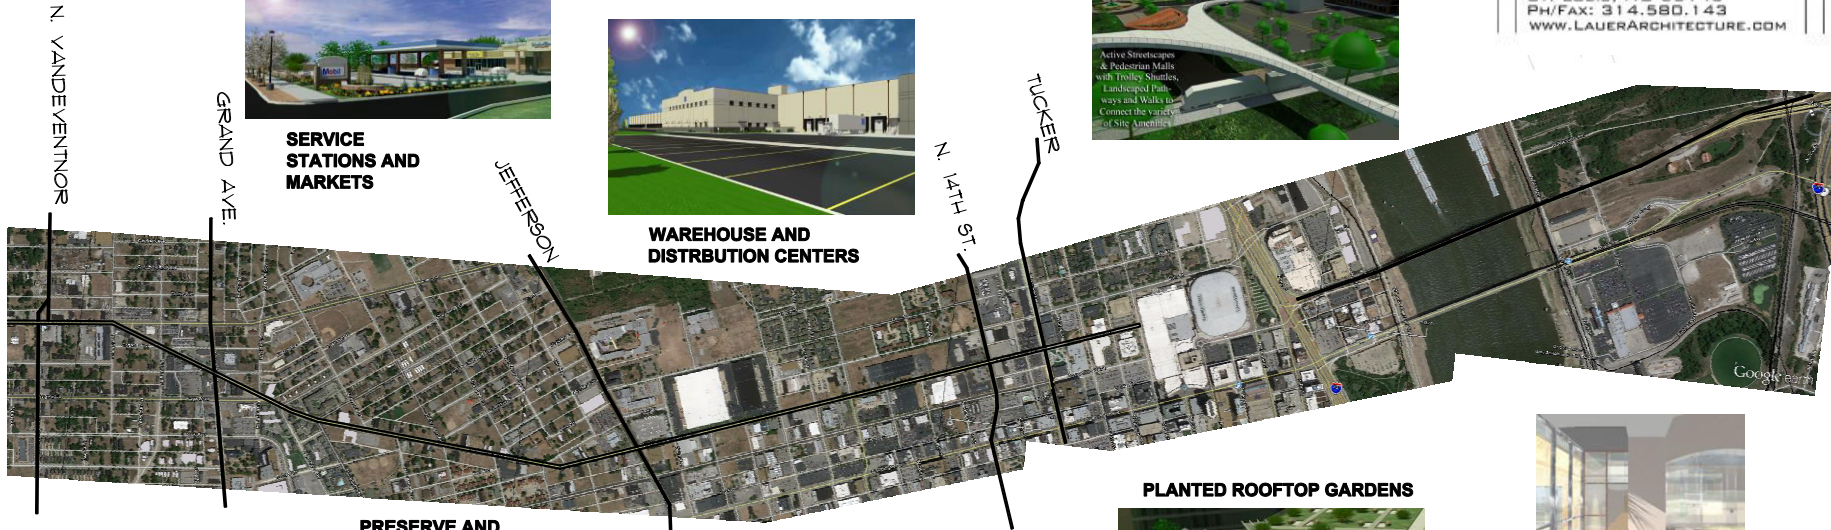 PH/FAX: 314.580.143
WWW.LAUERARCHITECTURE.COM
N. VANDEVENTNOR
GRAND AVE.
Mobil
SERVICE
STATIONS AND
MARKETS
JEFFERSON
WAREHOUSE AND
DISTRBUTION CENTERS
N. 14TH ST.
TUCKER
Active Streetscapes
& Pedestrian Malls
with Trolley Shuttles,
Landscaped Path-
ways and Walks to
Connect the variety
of Site Amenities
Google earth
PLANTED ROOFTOP GARDENS
PRESERVE AND